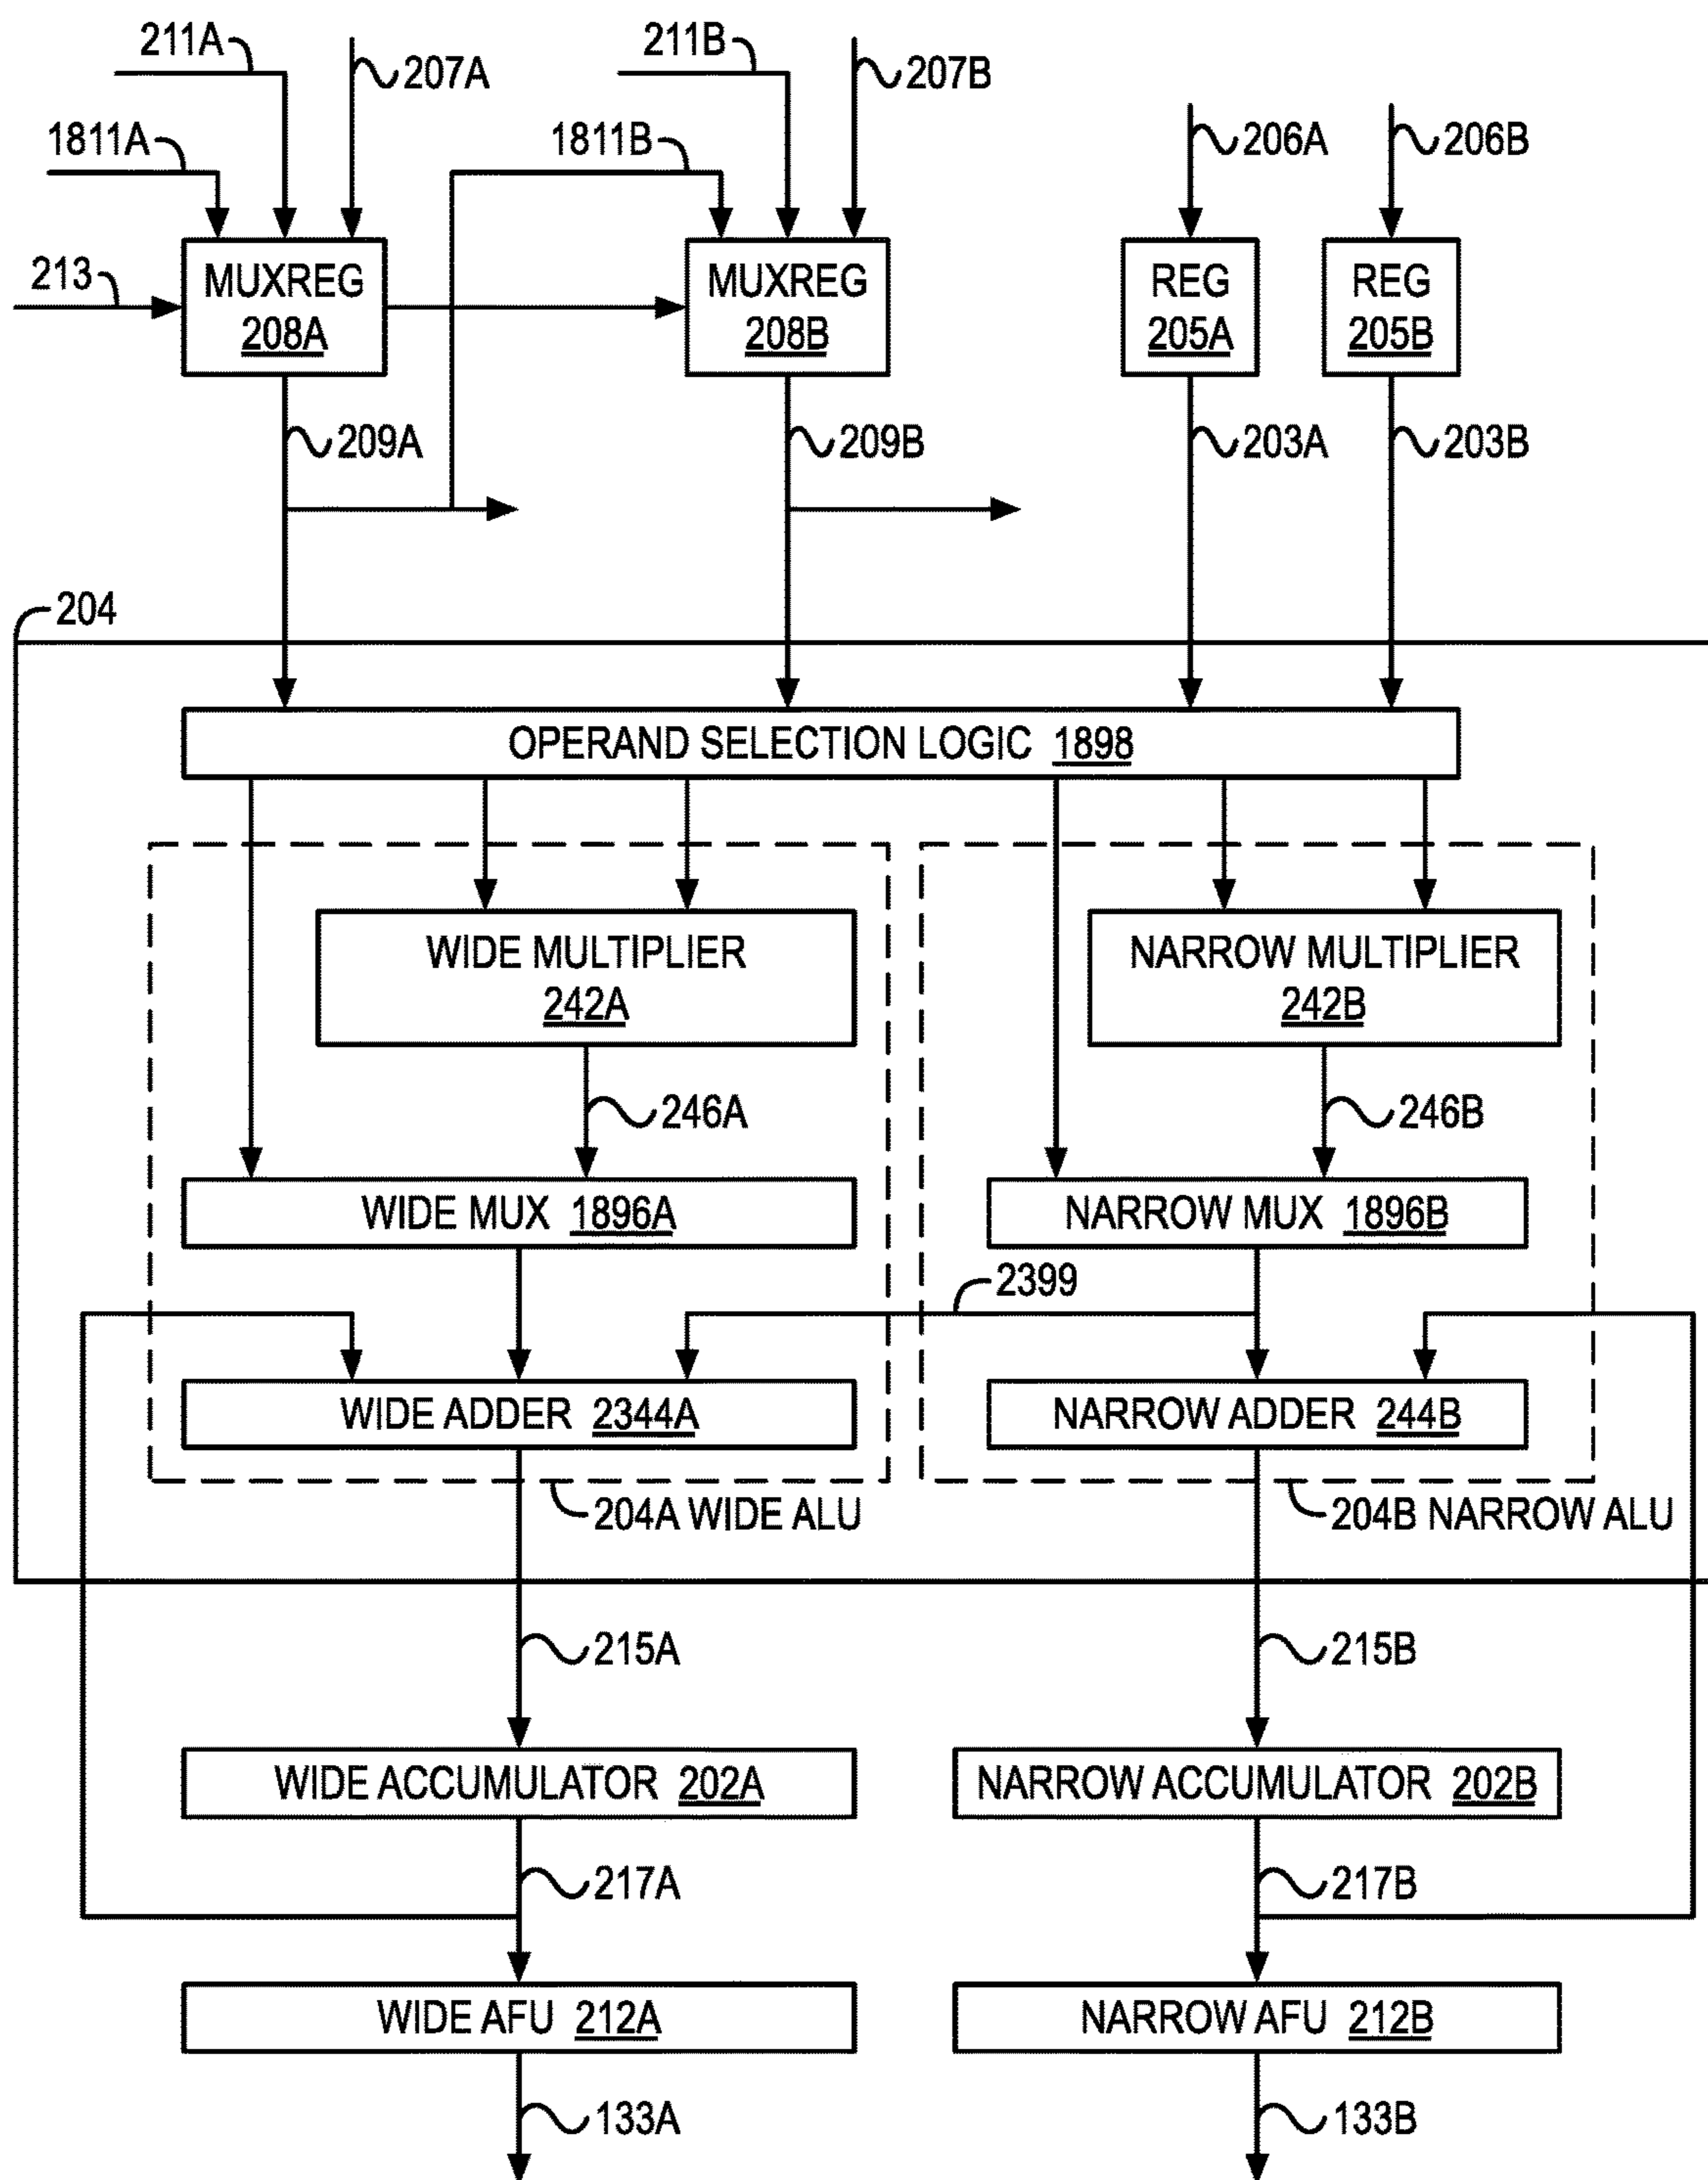 211A
207A
211B
207B
1811A
1811B
206A
206B
213
MUXREG
208A
MUXREG
208B
REG
205A
REG
205B
209A
209B
203A
203B
204
OPERAND SELECTION LOGIC 1898
WIDE MULTIPLIER
242A
NARROW MULTIPLIER
242B
246A
246B
WIDE MUX 1896A
NARROW MUX 1896B
2399
WIDE ADDER 2344A
NARROW ADDER 244B
204A WIDE ALU
204B NARROW ALU
215A
215B
WIDE ACCUMULATOR 202A
NARROW ACCUMULATOR 202B
217A
217B
WIDE AFU 212A
NARROW AFU 212B
133A
133B